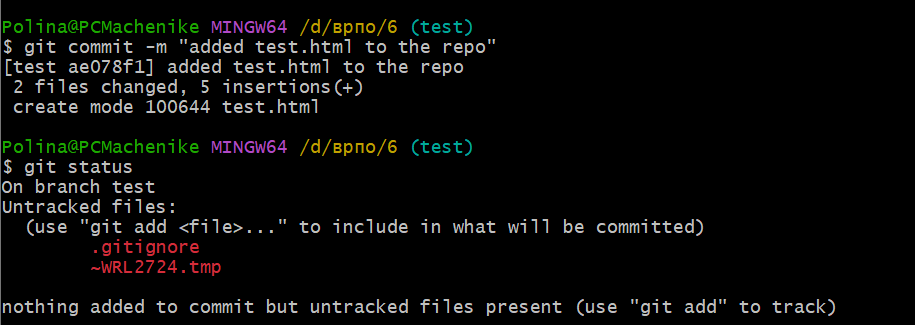 Polina@PCMachenike MINGW64 /d/врпо/6 (test)
$ git commit -m "added test.html to the repo"
[test ae078f1] added test.html to the repo
 2 files changed, 5 insertions(+)
 create mode 100644 test.html

Polina@PCMachenike MINGW64 /d/врпо/6 (test)
$ git status
On branch test
Untracked files:
  (use "git add <file>..." to include in what will be committed)
        .gitignore
        ~WRL2724.tmp

nothing added to commit but untracked files present (use "git add" to track)